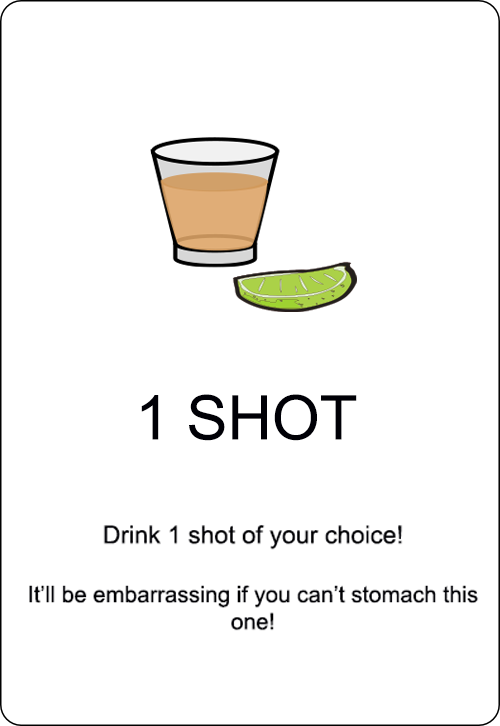 1 SHOT
Drink 1 shot of your choice!
It’ll be embarrassing if you can’t stomach this
one!